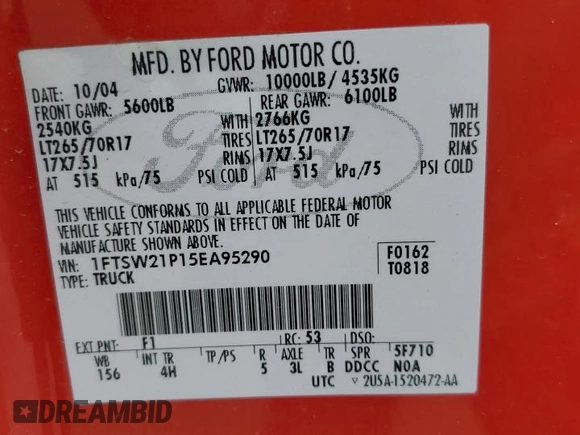 MFD. BY FORD MOTOR CO.
DATE: 10/04 GVWR: 10000LB/ 4535KG
FRONT GAWR: 5600LB REAR GAWR: 6100LB
2540KG WITH 2766KG WITH
LT265/70R17 TIRES LT265/70R17 TIRES
17X7.5J RIMS 17X7.5J RIMS
AT 515 kPa/75 PSI COLD AT 515 kPa/75 PSI COLD
Ford
THIS VEHICLE CONFORMS TO ALL APPLICABLE FEDERAL MOTOR
VEHICLE SAFETY STANDARDS IN EFFECT ON THE DATE OF
MANUFACTURE SHOWN ABOVE.
VIN: 1FTSW21P15EA95290 F0162
TYPE: TRUCK T0818
EXT PNT: F1 RC: 53 DSO:
WB INT TR TP/PS R AXLE TR SPR 5F710
156 4H 5 3L B DDCC NOA
UTC ▽ 2U5A-1520472-AA
DREAMBID